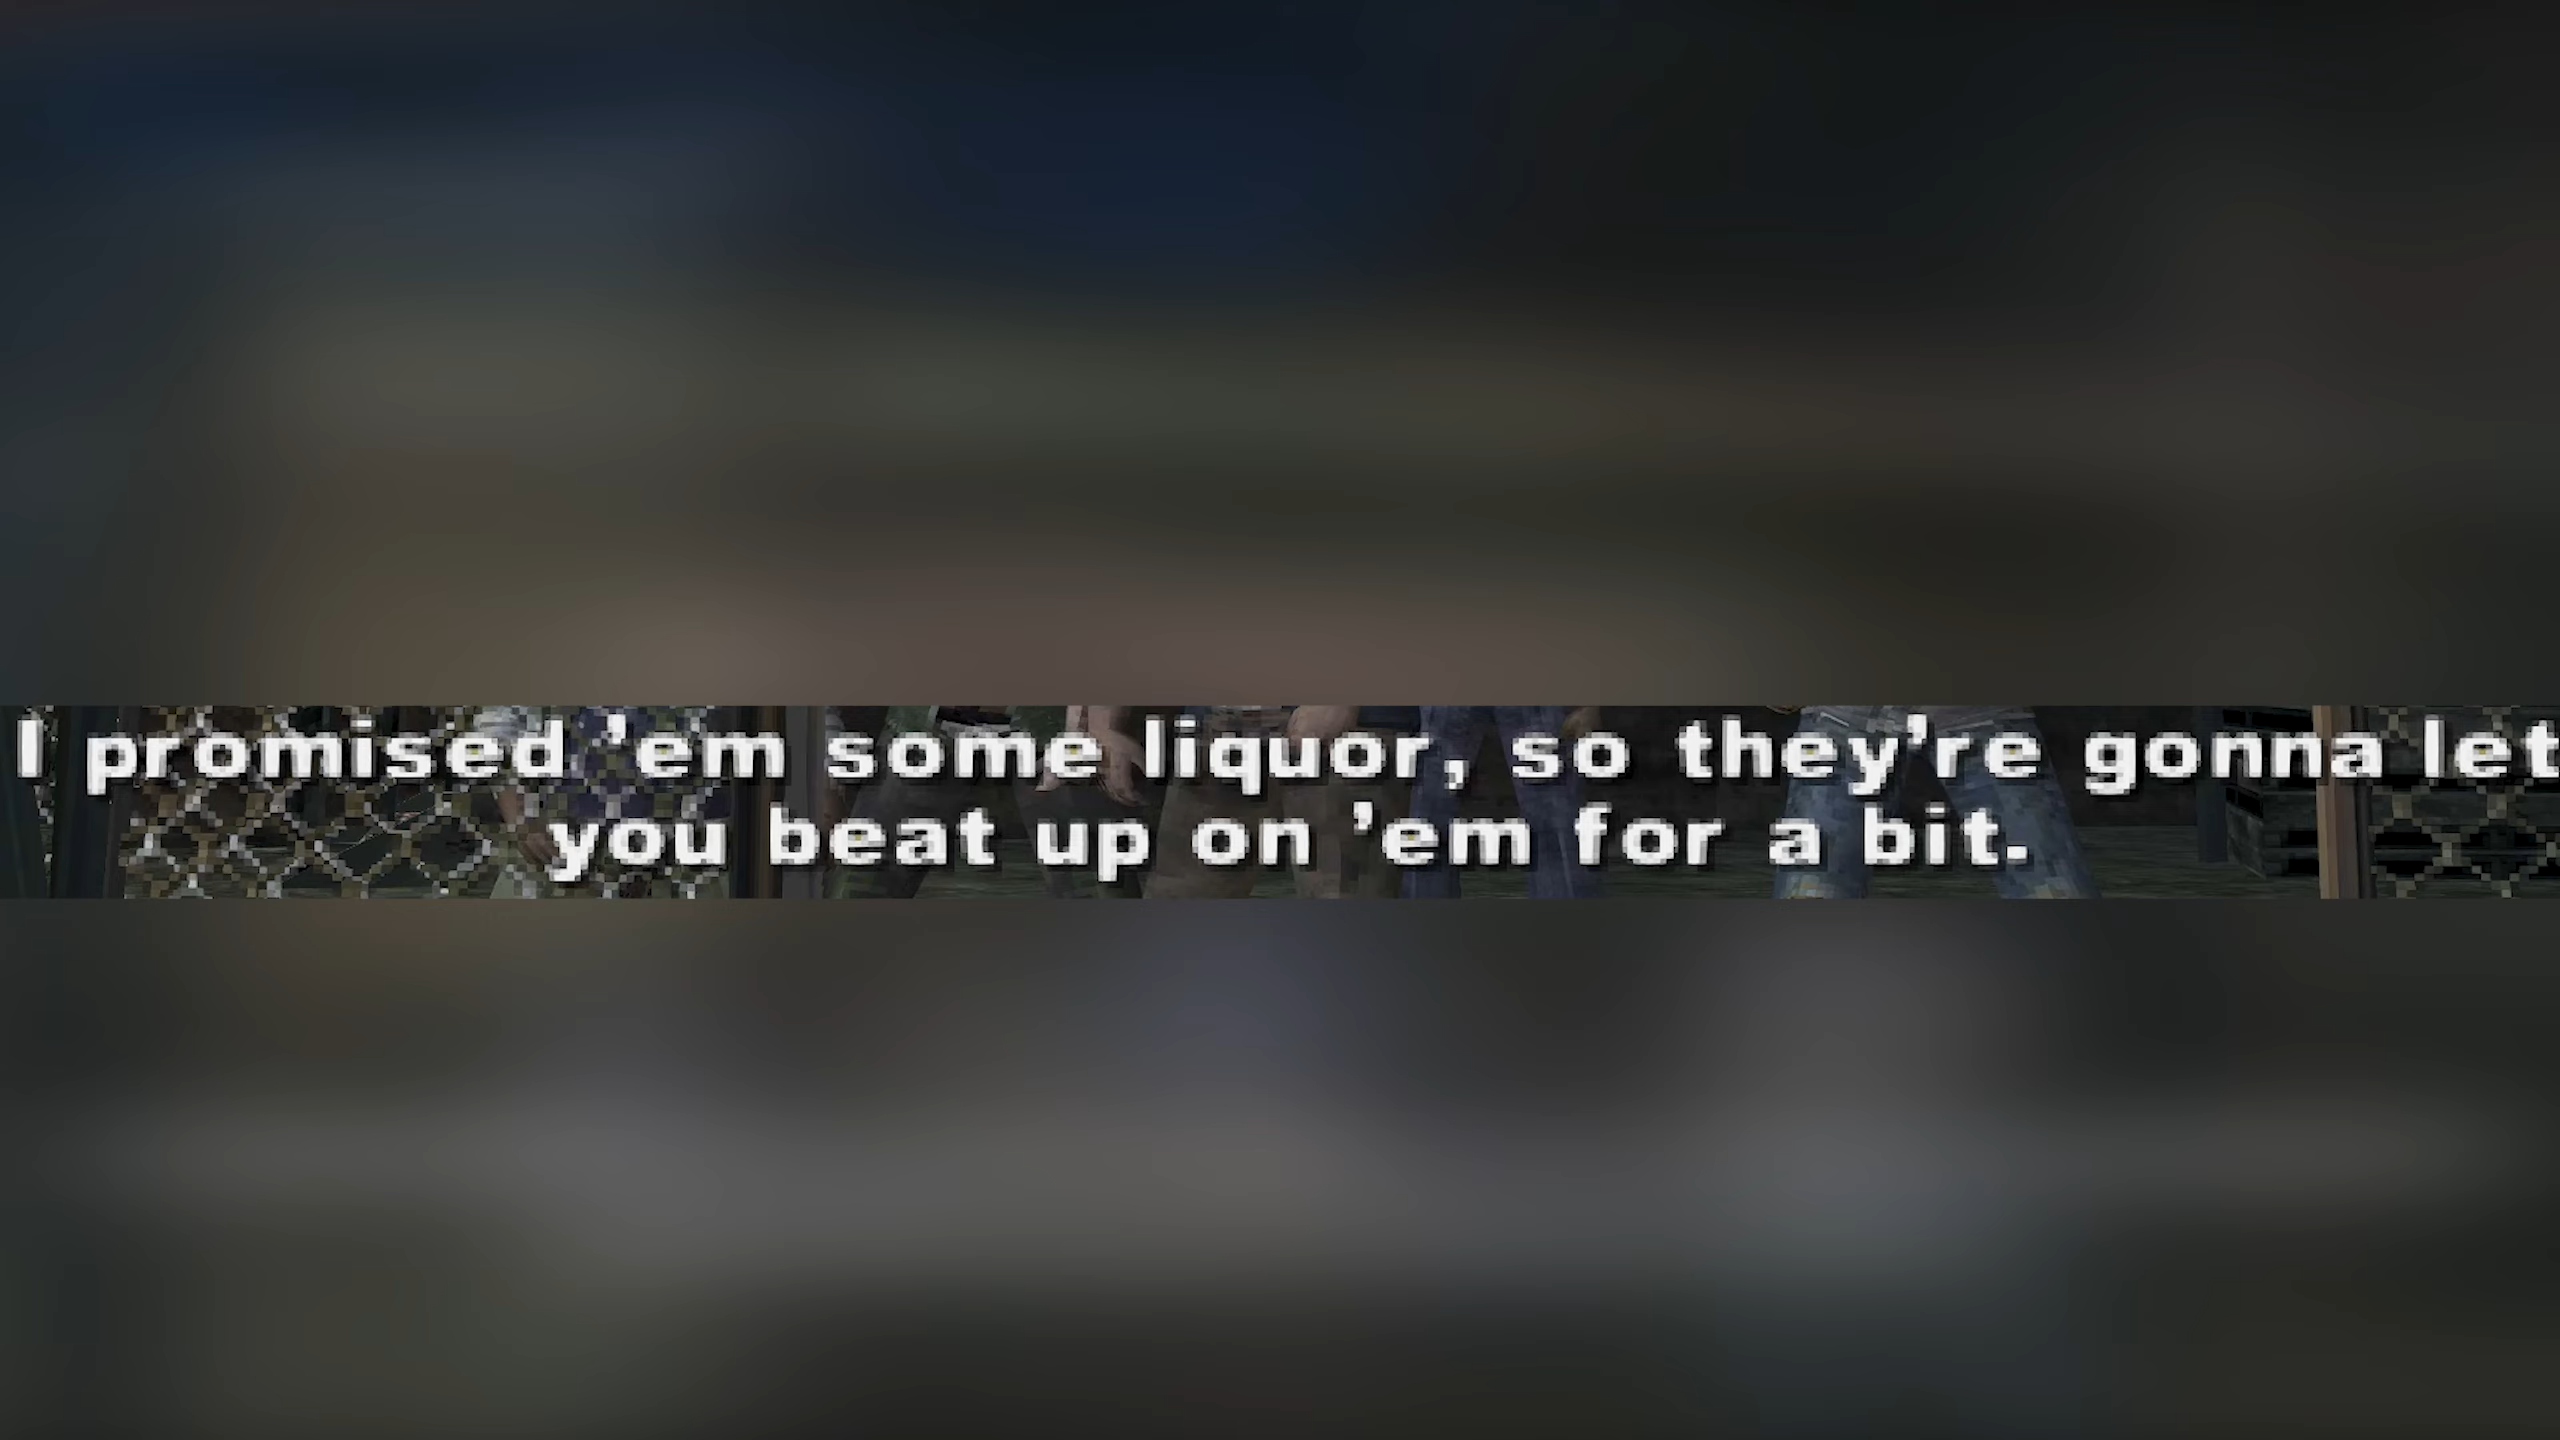 I promised 'em some liquor, so they're gonna let
you beat up on 'em for a bit.